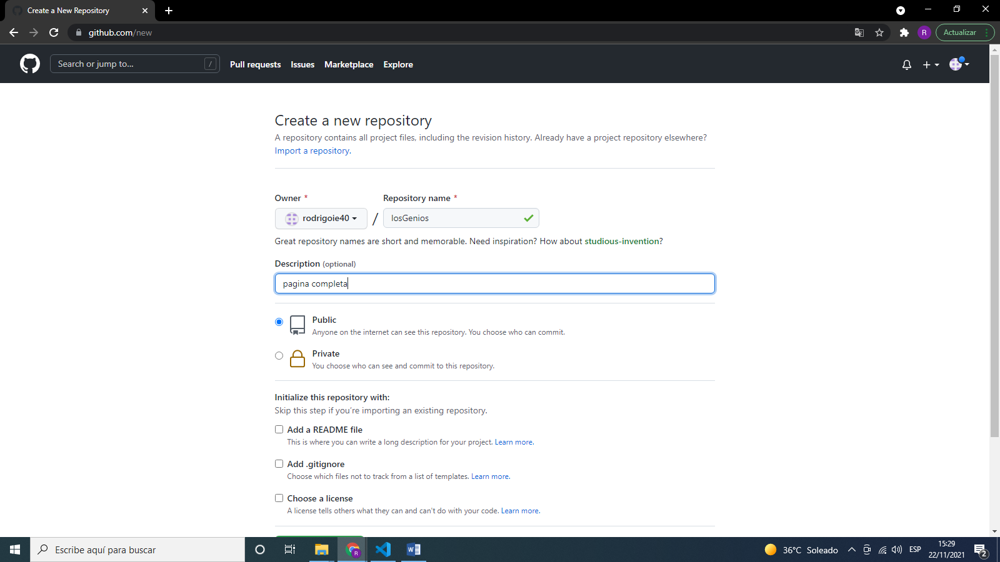 Create a New Repository
github.com/new
R
Actualizar
Search or jump to...
/
Pull requests
Issues
Marketplace
Explore
Create a new repository
A repository contains all project files, including the revision history. Already have a project repository elsewhere?
Import a repository.
Owner *
Repository name *
rodrigoie40
/
losGenios
Great repository names are short and memorable. Need inspiration? How about studious-invention?
Description (optional)
pagina completa
Public
Anyone on the internet can see this repository. You choose who can commit.
Private
You choose who can see and commit to this repository.
Initialize this repository with:
Skip this step if you’re importing an existing repository.
Add a README file
This is where you can write a long description for your project. Learn more.
Add .gitignore
Choose which files not to track from a list of templates. Learn more.
Choose a license
A license tells others what they can and can't do with your code. Learn more.
Escribe aquí para buscar
R
W
36°C Soleado
ESP
15:29
22/11/2021
2